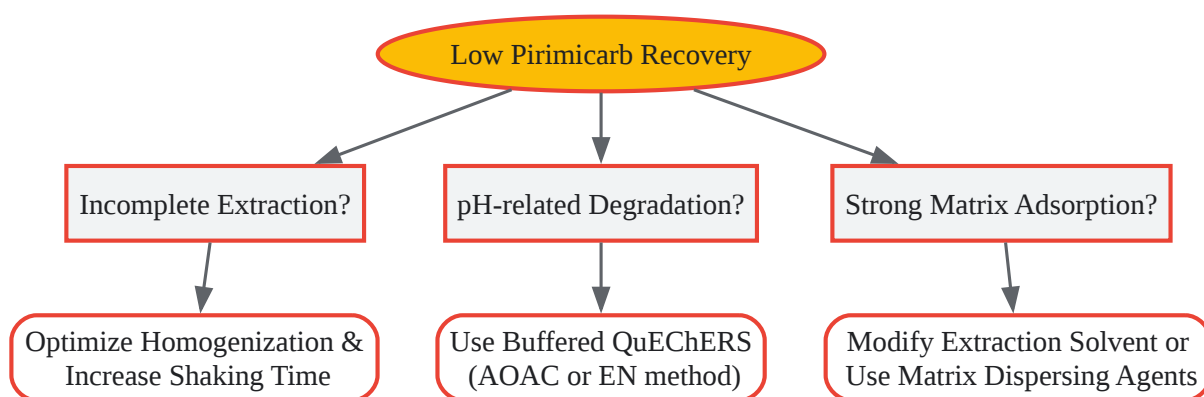 Low Pirimicarb Recovery
Incomplete Extraction?
pH-related Degradation?
Strong Matrix Adsorption?
Optimize Homogenization &
Increase Shaking Time
Use Buffered QuEChERS
(AOAC or EN method)
Modify Extraction Solvent or
Use Matrix Dispersing Agents